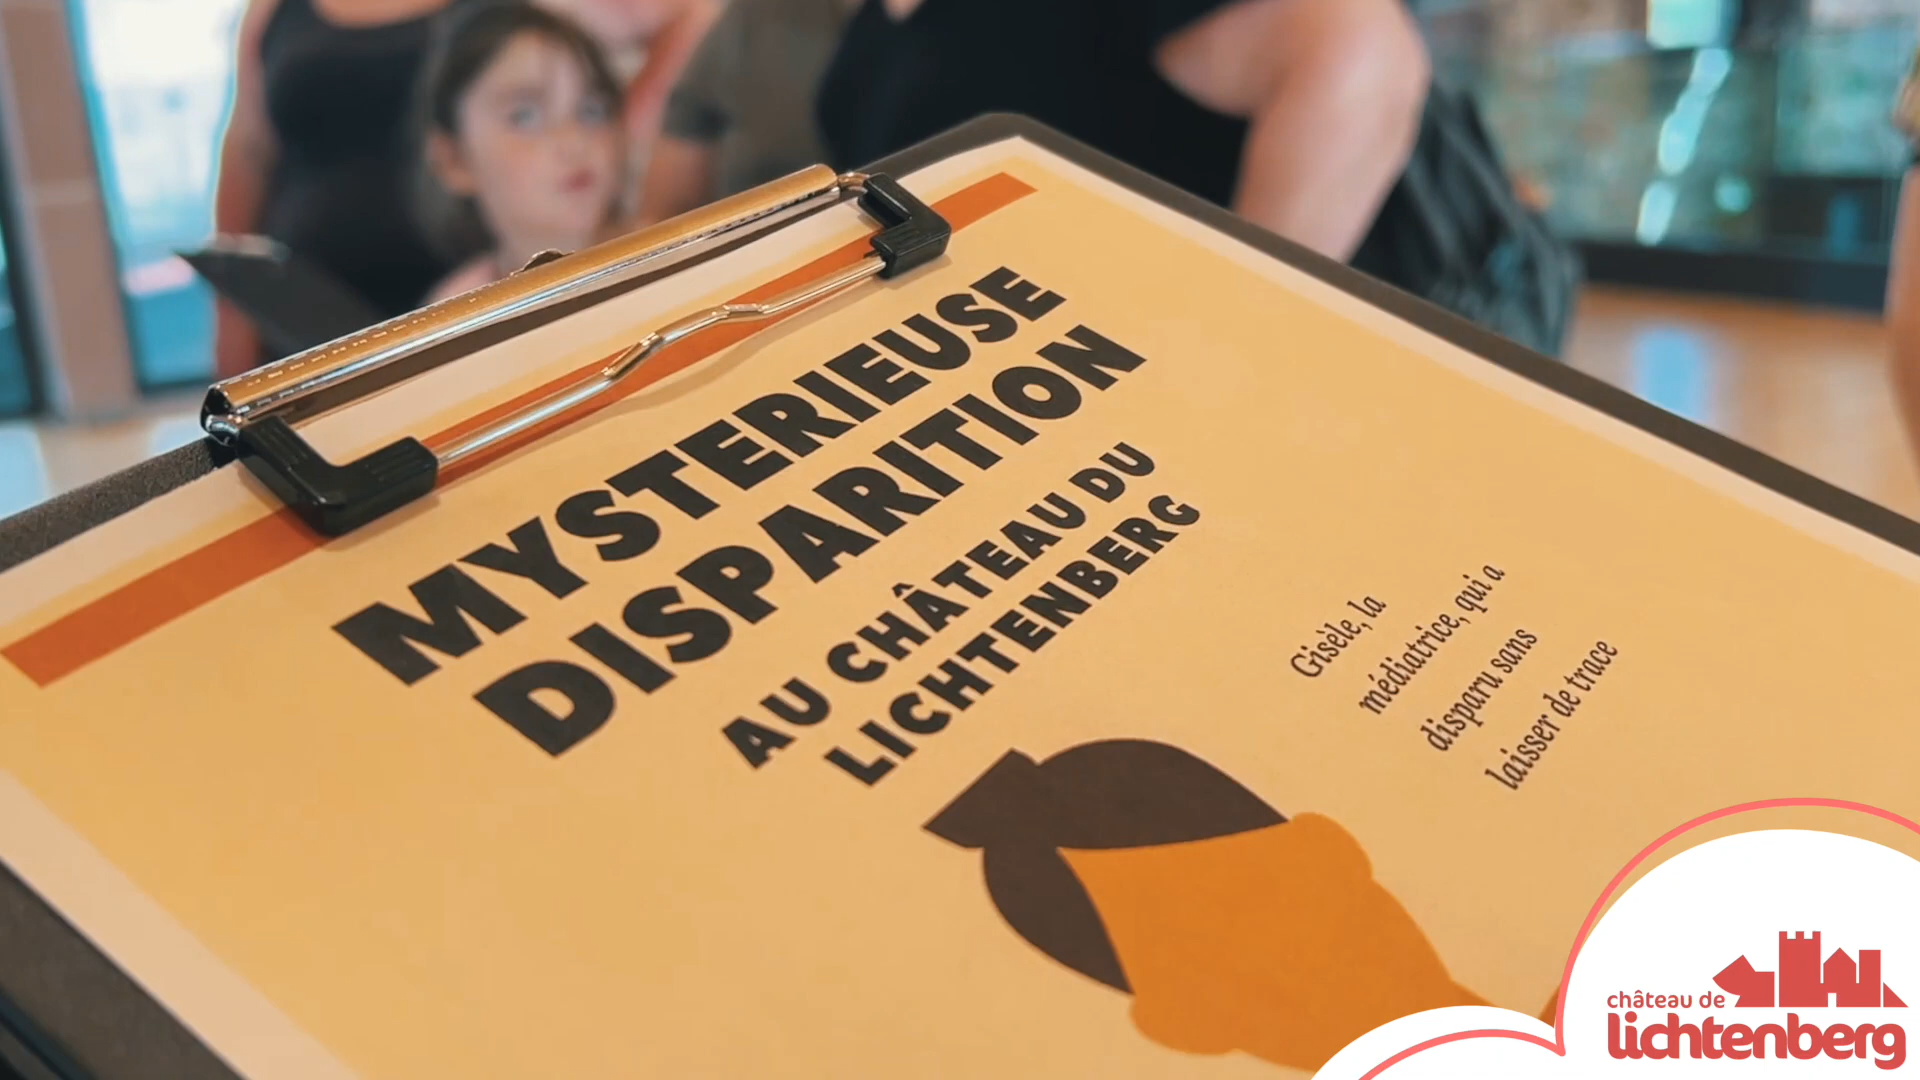 MYSTERIEUSE
DISPARITION
AU CHÂTEAU DU
LICHTENBERG
Gisèle, la
médiatrice, qui a
disparu sans
laisser de trace
château de
lichtenberg